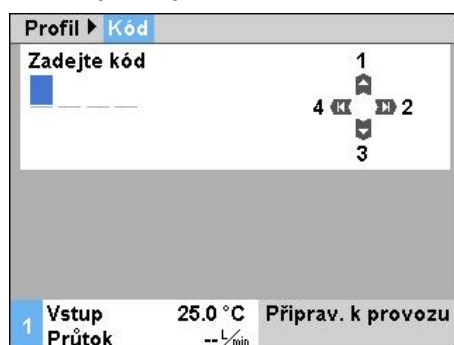 Profil Kód
Zadejte kód
1
4 2
3
1
Vstup 25.0 °C Připrav. k provozu
Průtok -- L/min